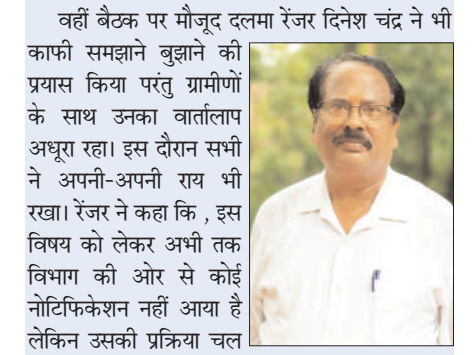 वहीं बैठक पर मौजूद दलमा रेंजर दिनेश चंद्र ने भी
काफी समझाने बुझाने की
प्रयास किया परंतु ग्रामीणों
के साथ उनका वार्तालाप
अधूरा रहा। इस दौरान सभी
ने अपनी-अपनी राय भी
रखा। रेंजर ने कहा कि , इस
विषय को लेकर अभी तक
विभाग की ओर से कोई
नोटिफिकेशन नहीं आया है
लेकिन उसकी प्रक्रिया चल